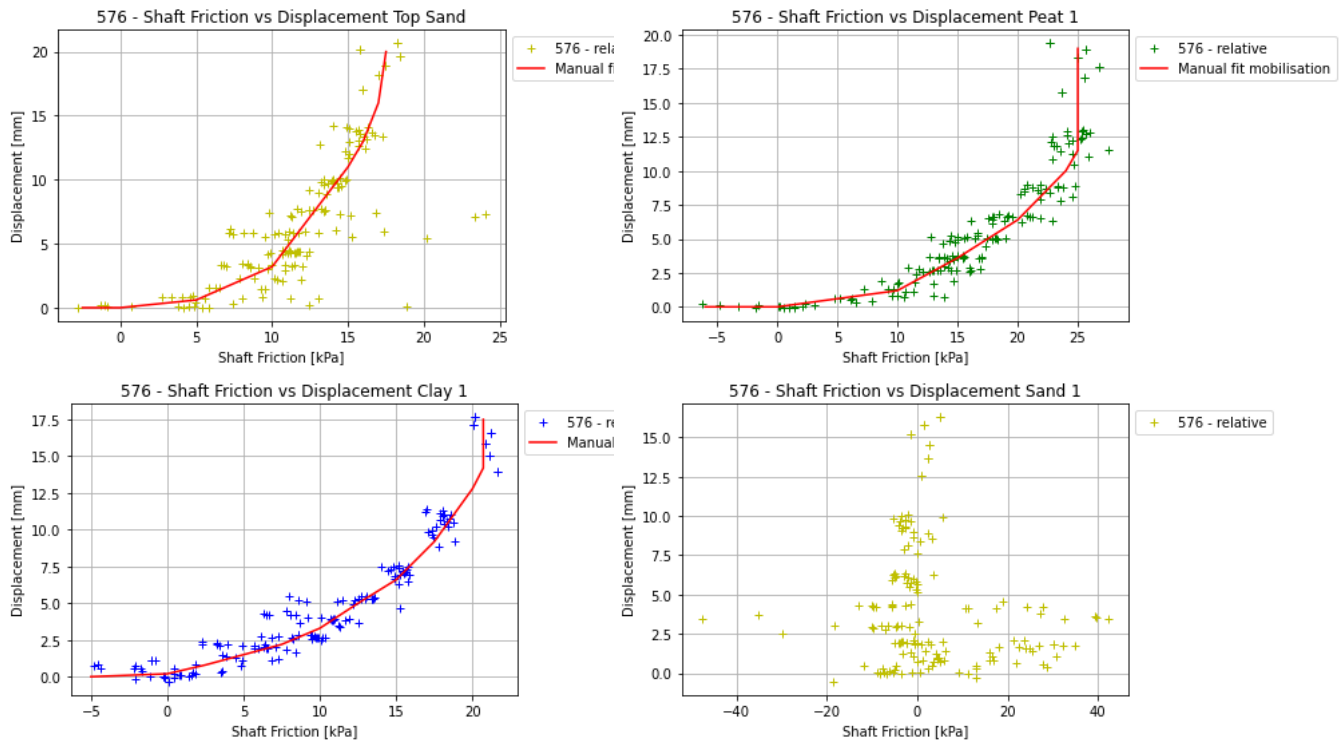 576 - Shaft Friction vs Displacement Top Sand
Displacement [mm]
20
15
10
5
0
0
5
10
15
20
25
Shaft Friction [kPa]
576 - rela
Manual fi
576 - Shaft Friction vs Displacement Peat 1
Displacement [mm]
20.0
17.5
15.0
12.5
10.0
7.5
5.0
2.5
0.0
−5
0
5
10
15
20
25
Shaft Friction [kPa]
576 - relative
Manual fit mobilisation
576 - Shaft Friction vs Displacement Clay 1
Displacement [mm]
17.5
15.0
12.5
10.0
7.5
5.0
2.5
0.0
−5
0
5
10
15
20
Shaft Friction [kPa]
576 - re
Manual
576 - Shaft Friction vs Displacement Sand 1
Displacement [mm]
15.0
12.5
10.0
7.5
5.0
2.5
0.0
−40
−20
0
20
40
Shaft Friction [kPa]
576 - relative